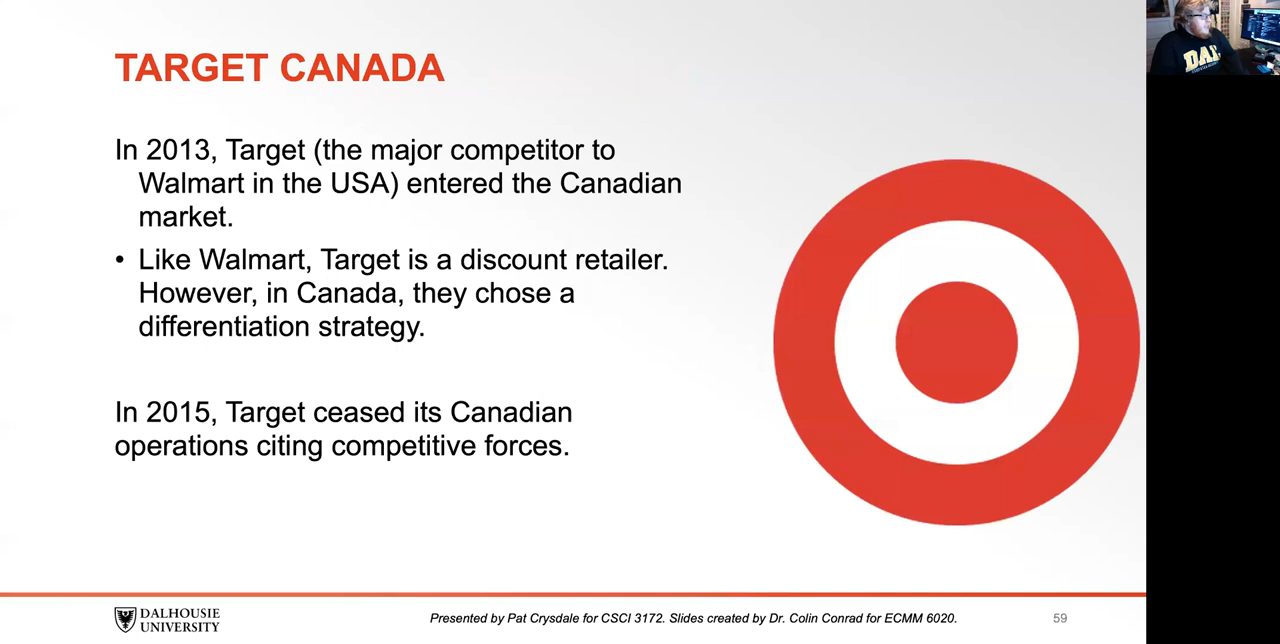 TARGET CANADA
In 2013, Target (the major competitor to
Walmart in the USA) entered the Canadian
market.
• Like Walmart, Target is a discount retailer.
However, in Canada, they chose a
differentiation strategy.
In 2015, Target ceased its Canadian
operations citing competitive forces.
DALHOUSIE
UNIVERSITY
Presented by Pat Crysdale for CSCI 3172. Slides created by Dr. Colin Conrad for ECMM 6020.
59
DAL